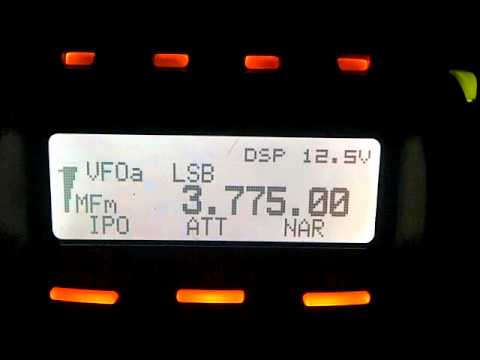 DSP 12.5V
VFOa LSB
MFm 3.775.00
IPO ATT NAR